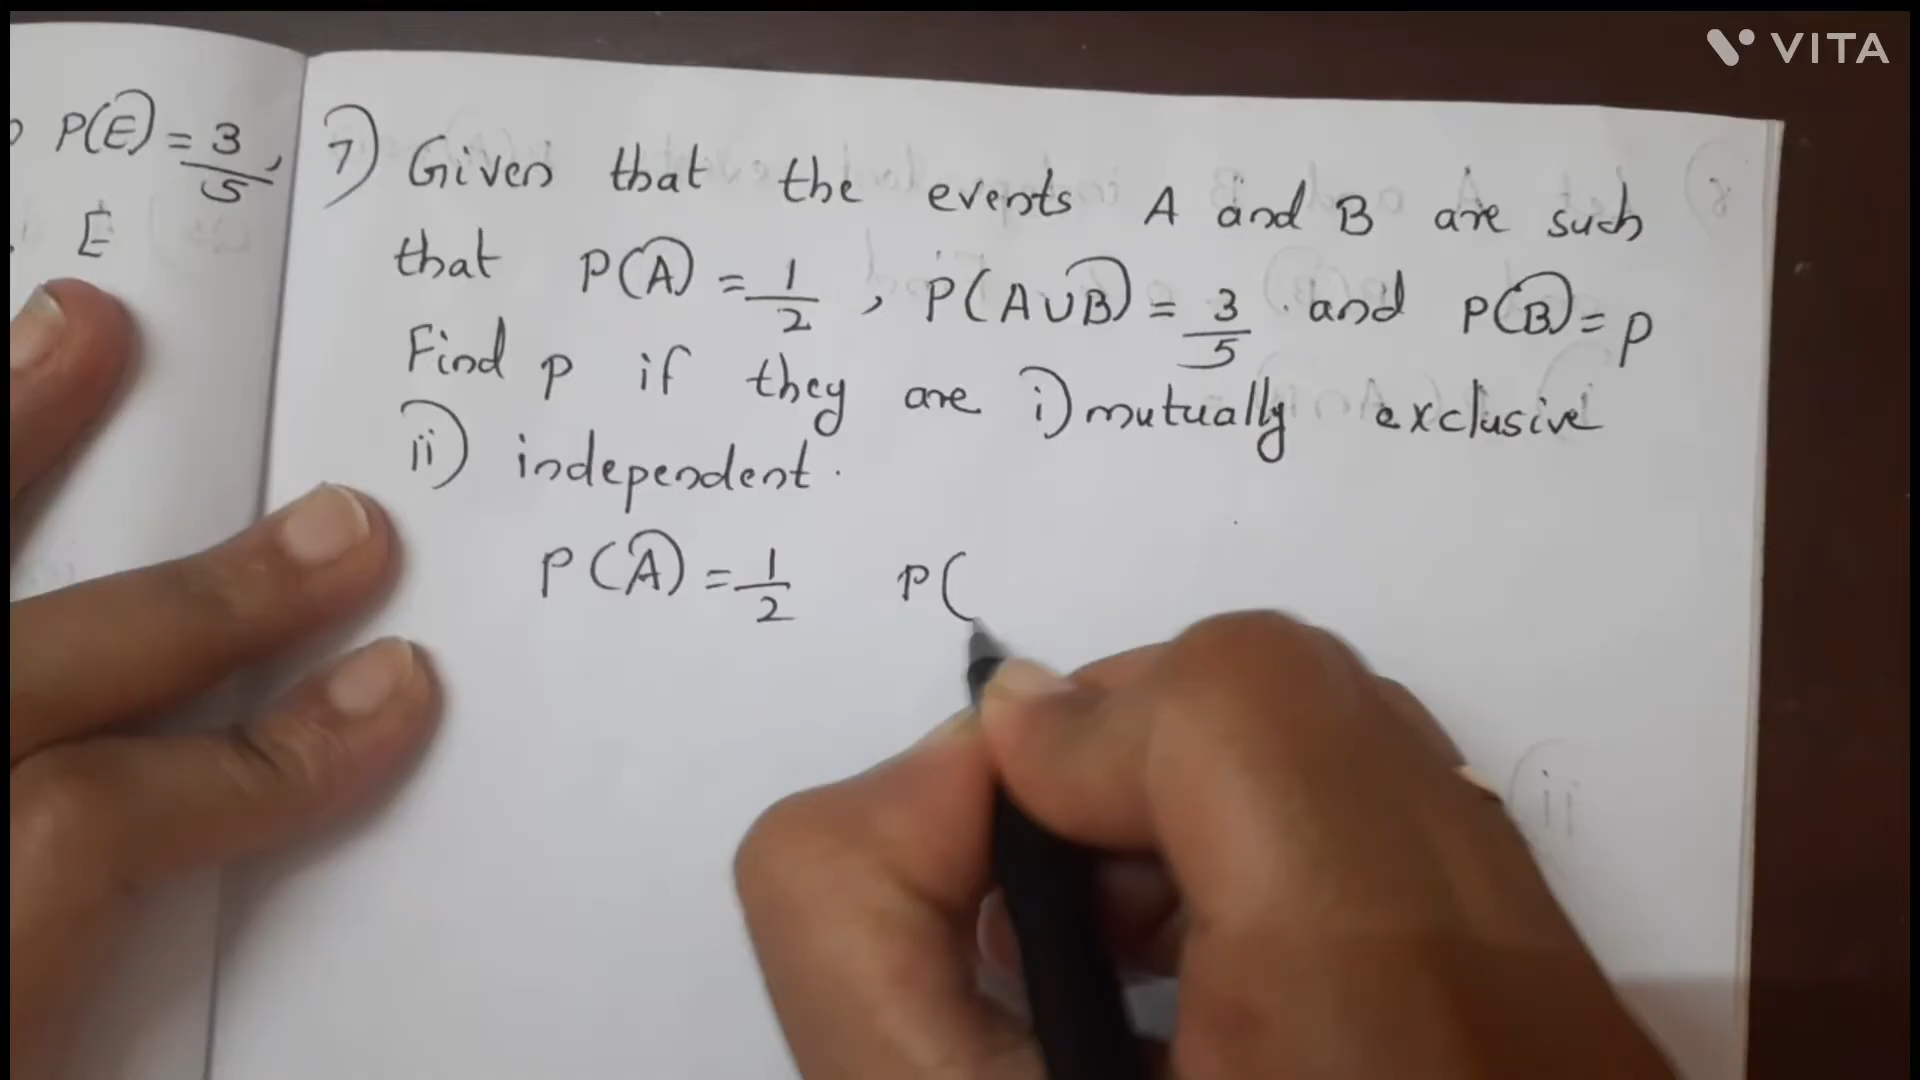 VITA
P(E) = 3/5,
E
7) Given that the events A and B are such
that P(A) = 1/2, P(AUB) = 3/5 and P(B) = p
Find p if they are i) mutually exclusive
ii) independent.
P(A) = 1/2 P(